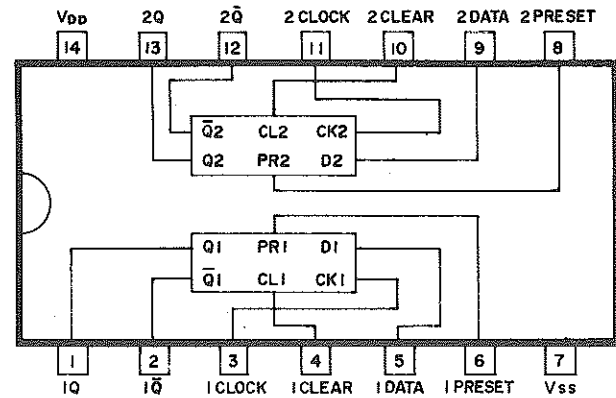 VDD 2Q 2Q̄ 2 CLOCK 2 CLEAR 2 DATA 2 PRESET
14 13 12 11 10 9 8
Q̄2 CL2 CK2
Q2 PR2 D2
Q1 PR1 D1
Q̄1 CL1 CK1
1 2 3 4 5 6 7
1Q 1Q̄ 1 CLOCK 1 CLEAR 1 DATA 1 PRESET Vss